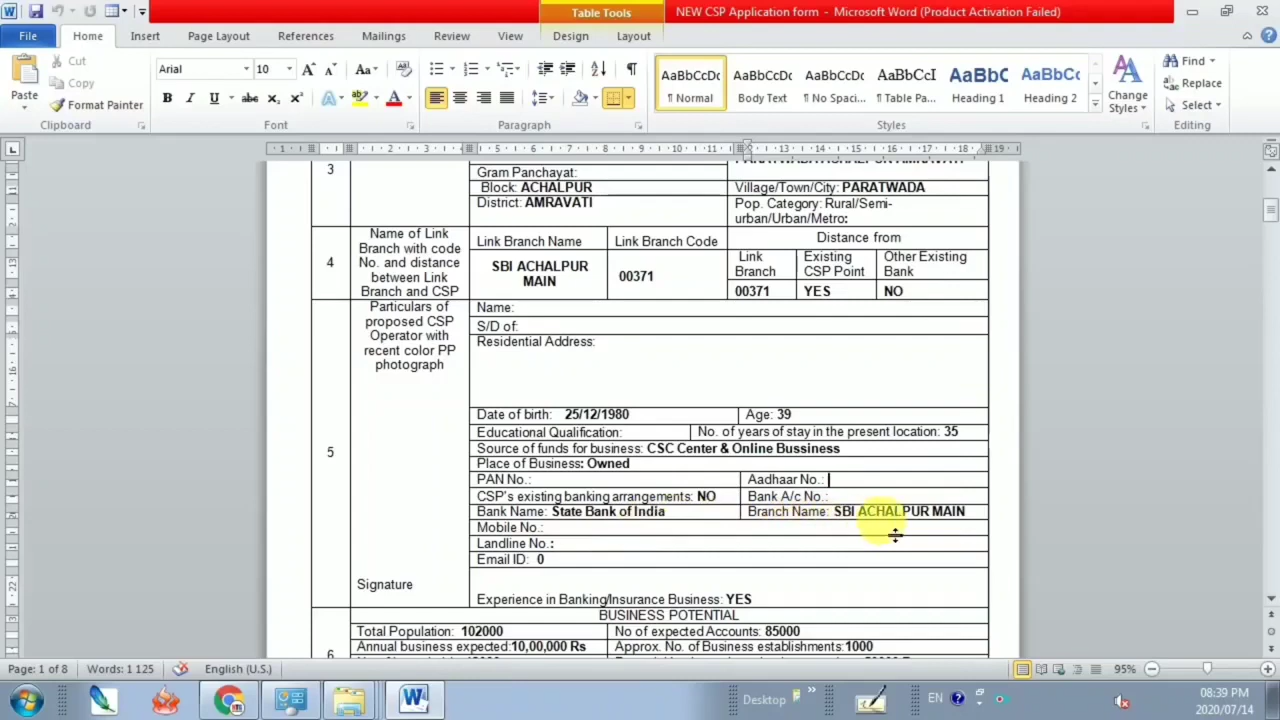 Table Tools
NEW CSP Application form - Microsoft Word (Product Activation Failed)
File Home Insert Page Layout References Mailings Review View Design Layout
Paste
Cut
Copy
Format Painter
Clipboard
Arial 10
Font
Paragraph
AaBbCcDc AaBbCcDc AaBbCcDc AaBbCcI AaBbC AaBbCc
¶ Normal Body Text ¶ No Spaci... ¶ Table Pa... Heading 1 Heading 2
Change Styles
Styles
Find
Replace
Select
Editing
3
Gram Panchayat:
Block: ACHALPUR
Village/Town/City: PARATWADA
District: AMRAVATI
Pop. Category: Rural/Semi-
urban/Urban/Metro:
4
Name of Link
Branch with code
No. and distance
between Link
Branch and CSP
Link Branch Name
Link Branch Code
Distance from
Link
Branch
Existing
CSP Point
Other Existing
Bank
SBI ACHALPUR
MAIN
00371
00371
YES
NO
5
Particulars of
proposed CSP
Operator with
recent color PP
photograph
Signature
Name:
S/D of:
Residential Address:
Date of birth: 25/12/1980
Age: 39
Educational Qualification:
No. of years of stay in the present location: 35
Source of funds for business: CSC Center & Online Bussiness
Place of Business: Owned
PAN No.:
Aadhaar No.:
CSP's existing banking arrangements: NO
Bank A/c No.:
Bank Name: State Bank of India
Branch Name: SBI ACHALPUR MAIN
Mobile No.:
Landline No.:
Email ID: 0
Experience in Banking/Insurance Business: YES
BUSINESS POTENTIAL
6
Total Population: 102000
No of expected Accounts: 85000
Annual business expected:10,00,000 Rs
Approx. No. of Business establishments:1000
Page: 1 of 8 Words: 1 125 English (U.S.) 95%
Desktop
EN
08:39 PM
2020/07/14